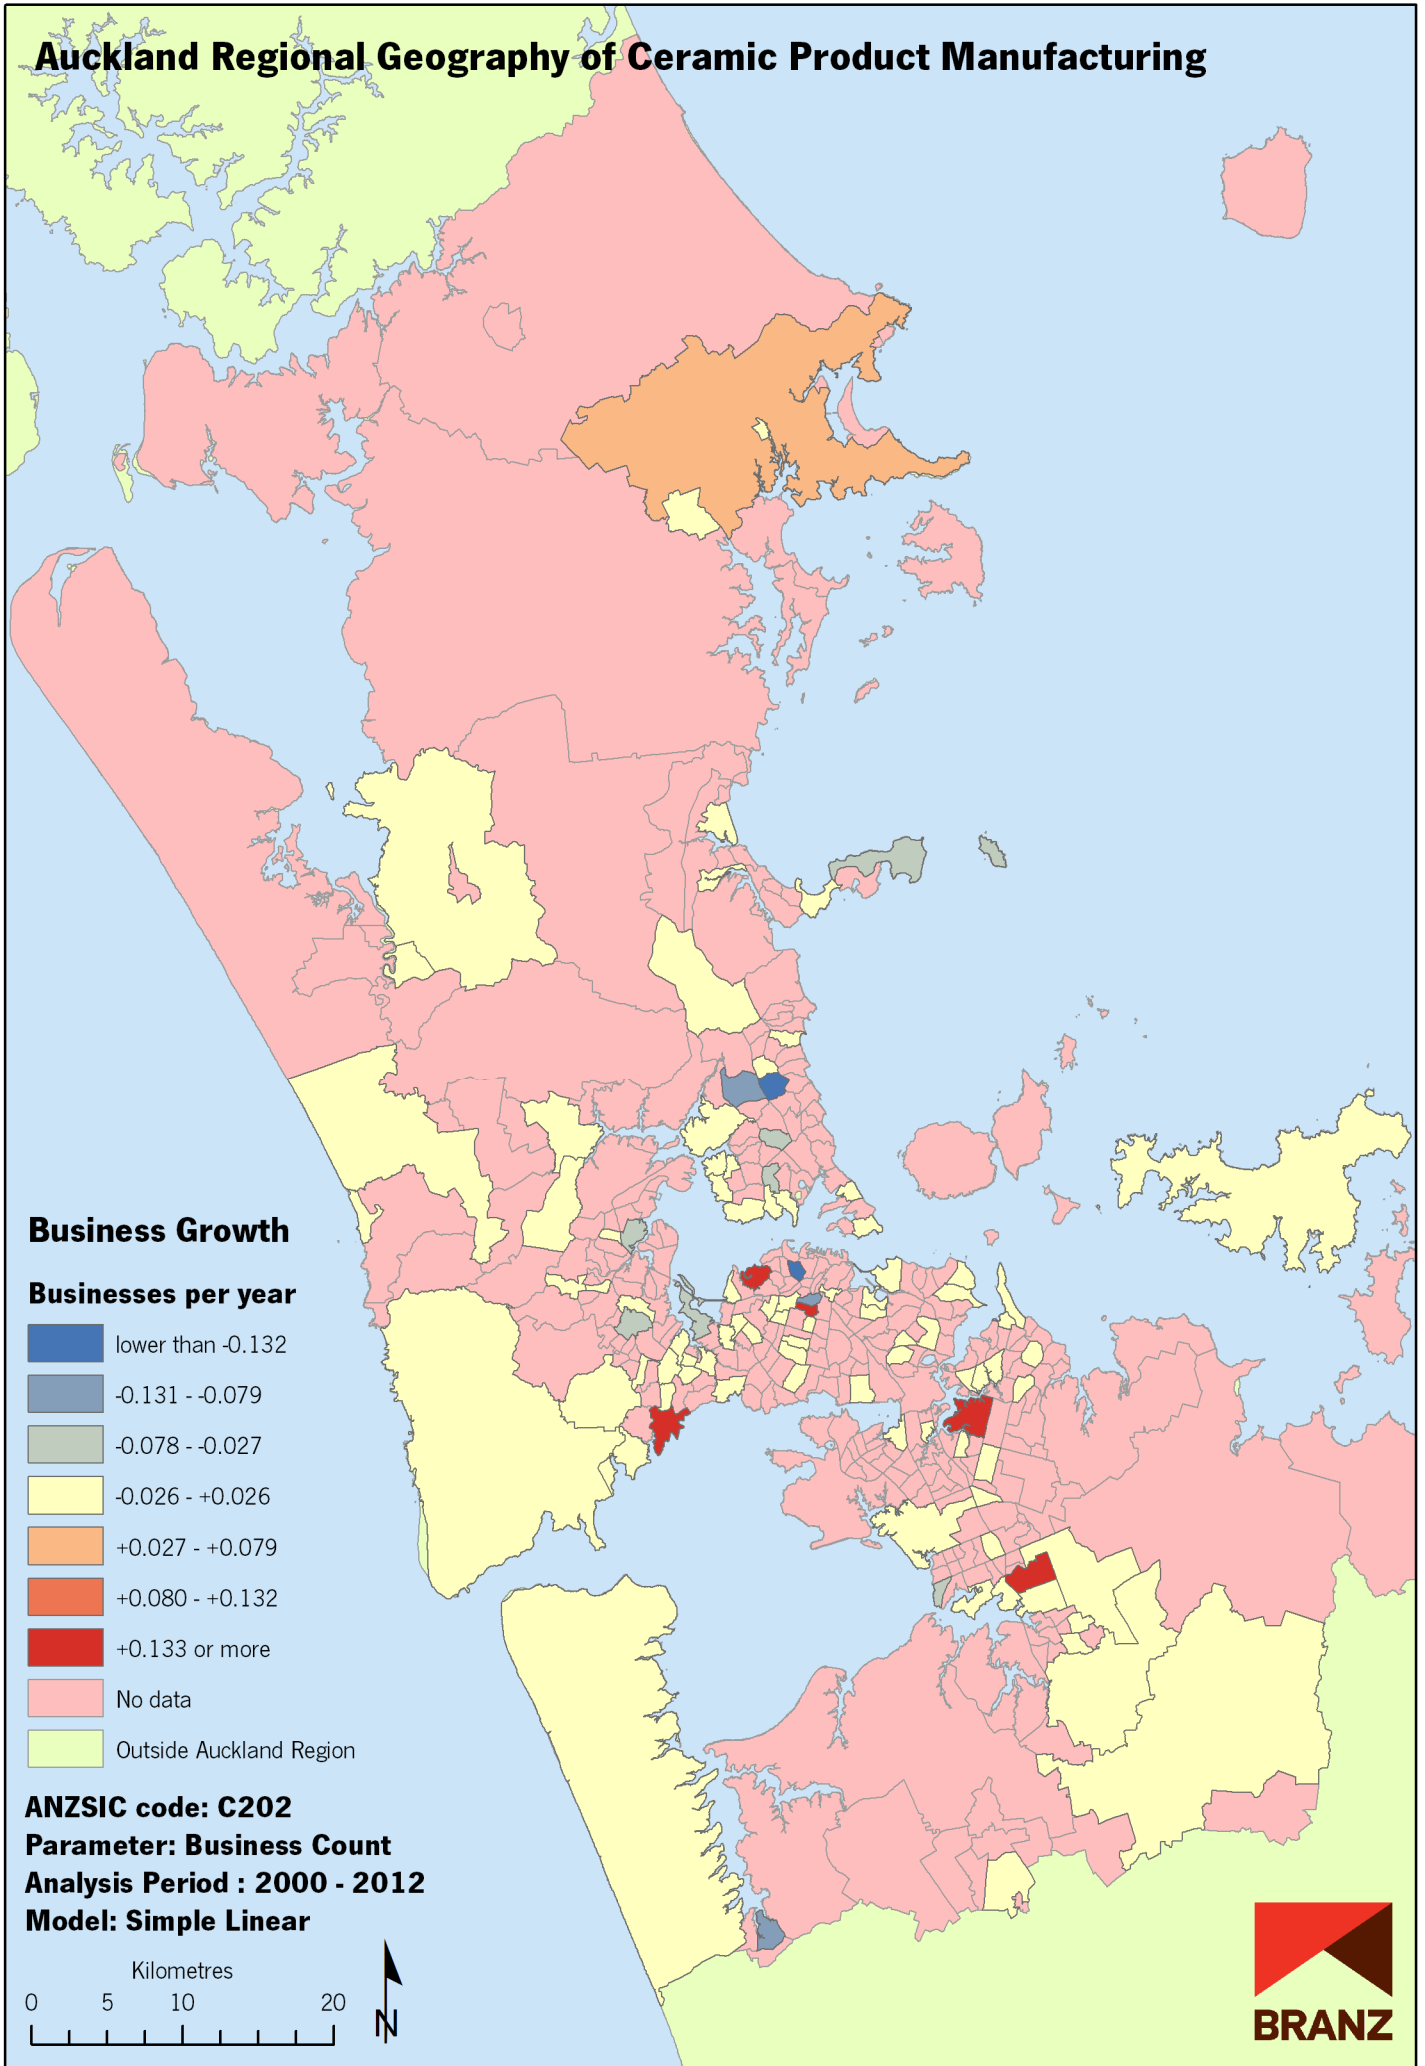 Auckland Regional Geography of Ceramic Product Manufacturing
Business Growth
Businesses per year
lower than -0.132
-0.131 - -0.079
-0.078 - -0.027
-0.026 - +0.026
+0.027 - +0.079
+0.080 - +0.132
+0.133 or more
No data
Outside Auckland Region
ANZSIC code: C202
Parameter: Business Count
Analysis Period : 2000 - 2012
Model: Simple Linear
Kilometres
0 5 10 20
N
BRANZ